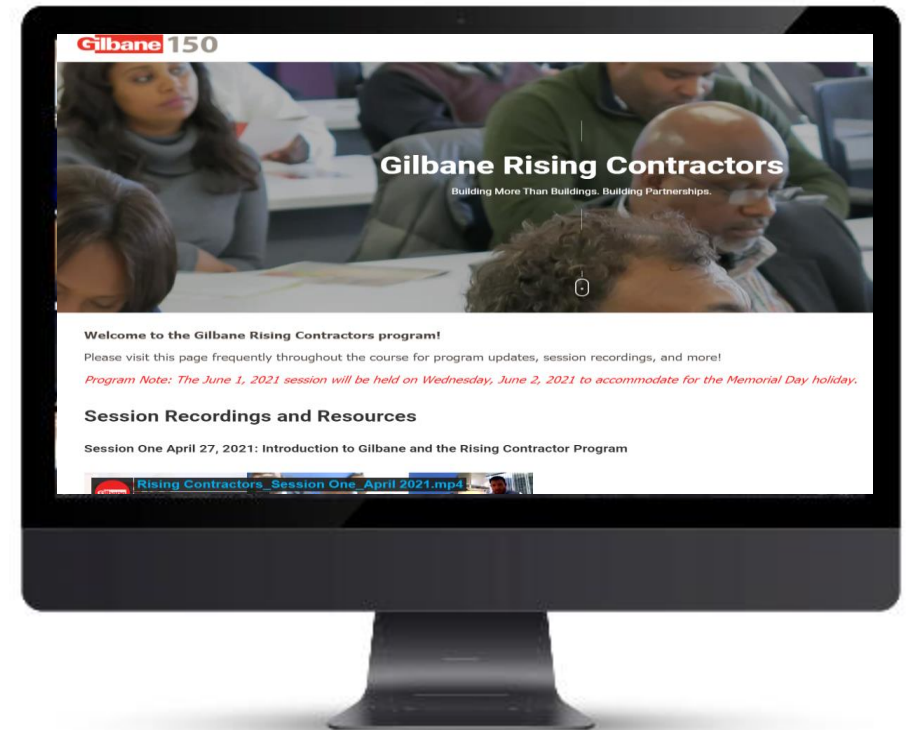 Gilbane 150
Gilbane Rising Contractors
Building More Than Buildings. Building Partnerships.
Welcome to the Gilbane Rising Contractors program!
Please visit this page frequently throughout the course for program updates, session recordings, and more!
Program Note: The June 1, 2021 session will be held on Wednesday, June 2, 2021 to accommodate for the Memorial Day holiday.
Session Recordings and Resources
Session One April 27, 2021: Introduction to Gilbane and the Rising Contractor Program
Rising Contractors_Session One_April 2021.mp4